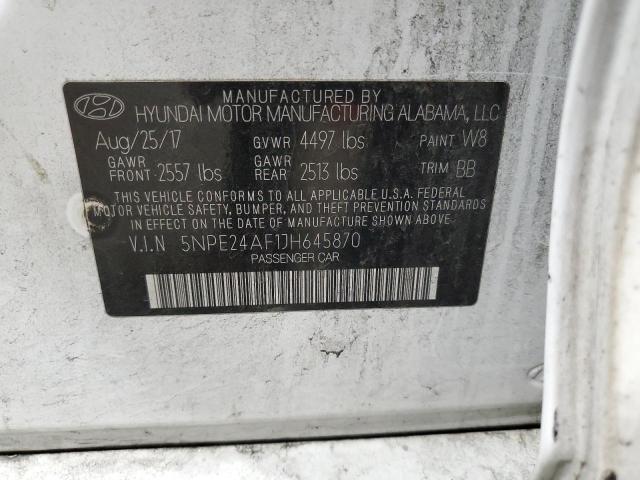 MANUFACTURED BY
HYUNDAI MOTOR MANUFACTURING ALABAMA, LLC
Aug/25/17 GVWR 4497 lbs PAINT W8
GAWR FRONT 2557 lbs GAWR REAR 2513 lbs TRIM BB
THIS VEHICLE CONFORMS TO ALL APPLICABLE U.S.A. FEDERAL
MOTOR VEHICLE SAFETY, BUMPER, AND THEFT PREVENTION
STANDARDS IN EFFECT ON THE DATE OF MANUFACTURE SHOWN ABOVE.
V.I.N 5NPE24AF1JH645870
PASSENGER CAR